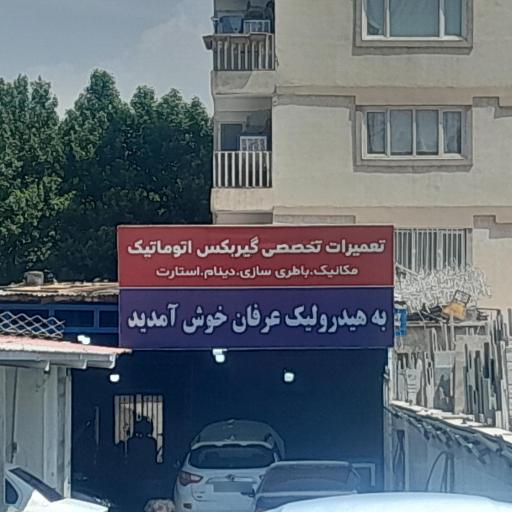 تعمیرات تخصصی گیربکس اتوماتیک
مکانیک.باطری سازی.دینام.استارت
به هیدرولیک عرفان خوش آمدید